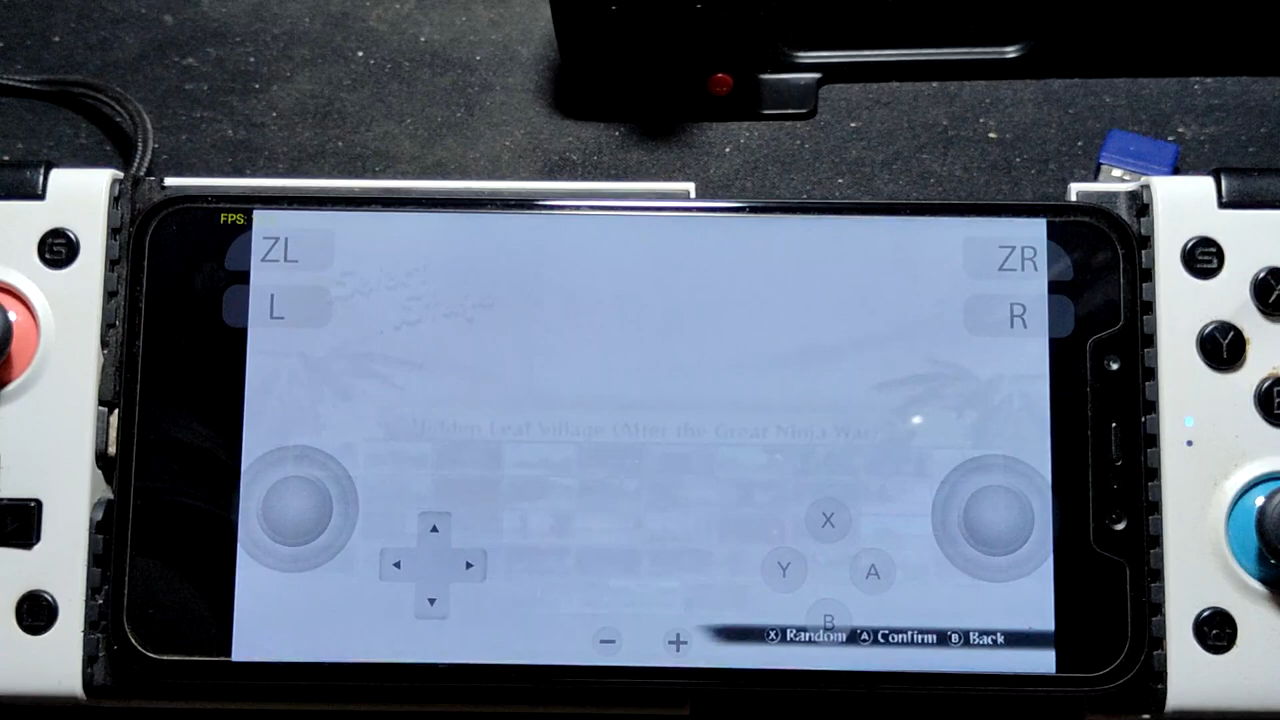 FPS:
ZL
ZR
L
R
Hidden Leaf Village (After the Great Ninja War)
X
Y
Y
A
B
X Random A Confirm B Back